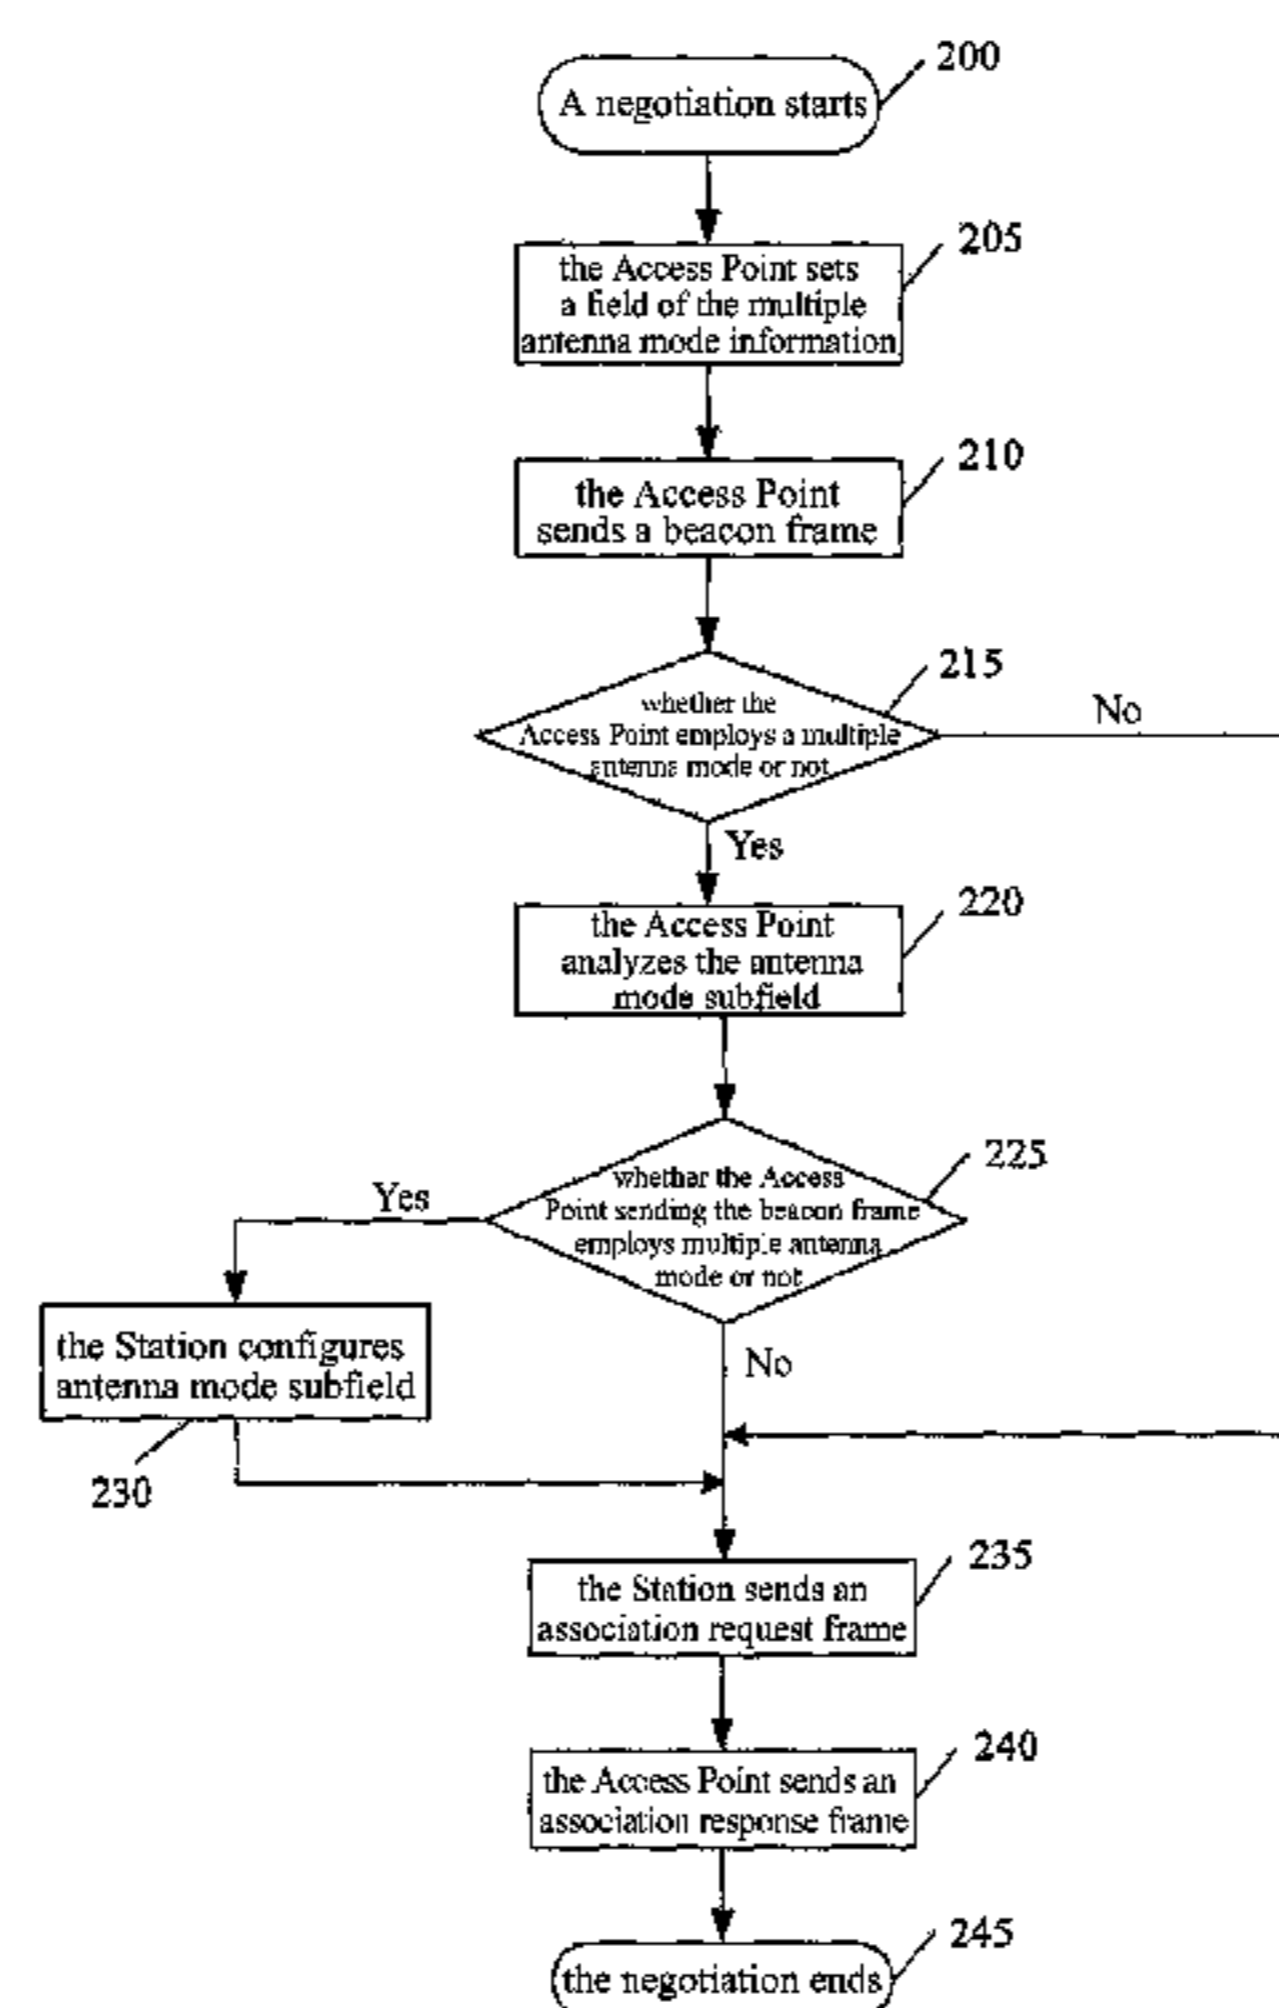 200
A negotiation starts
205
the Access Point sets
a field of the multiple
antenna mode information
210
the Access Point
sends a beacon frame
215
whether the
Access Point employs a multiple
antenna mode or not
No
Yes
220
the Access Point
analyzes the antenna
mode subfield
225
whether the Access
Point sending the beacon frame
employs multiple antenna
mode or not
Yes
the Station configures
antenna mode subfield
No
230
235
the Station sends an
association request frame
240
the Access Point sends an
association response frame
245
the negotiation ends